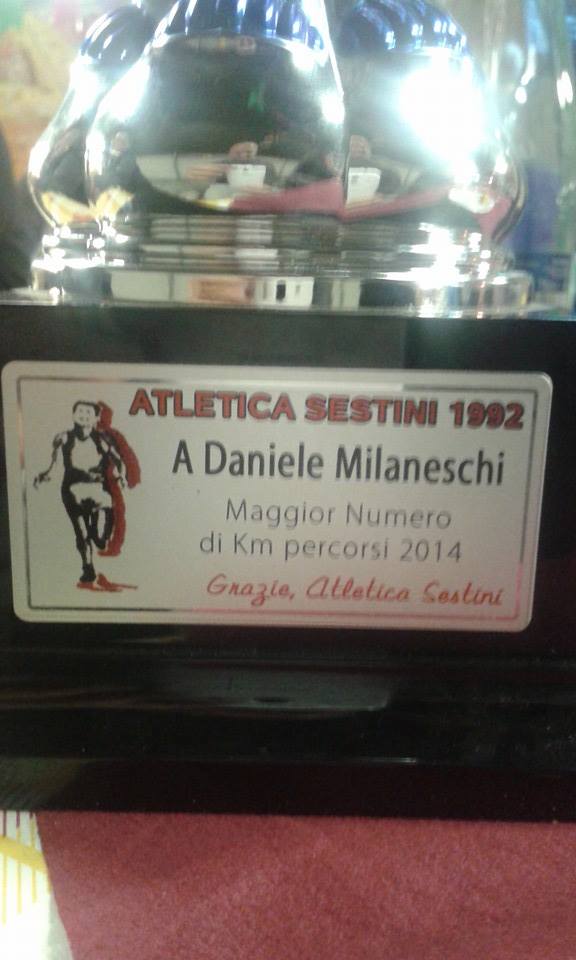 ATLETICA SESTINI 1992
A Daniele Milaneschi
Maggior Numero
di Km percorsi 2014
Grazie, Atletica Sestini